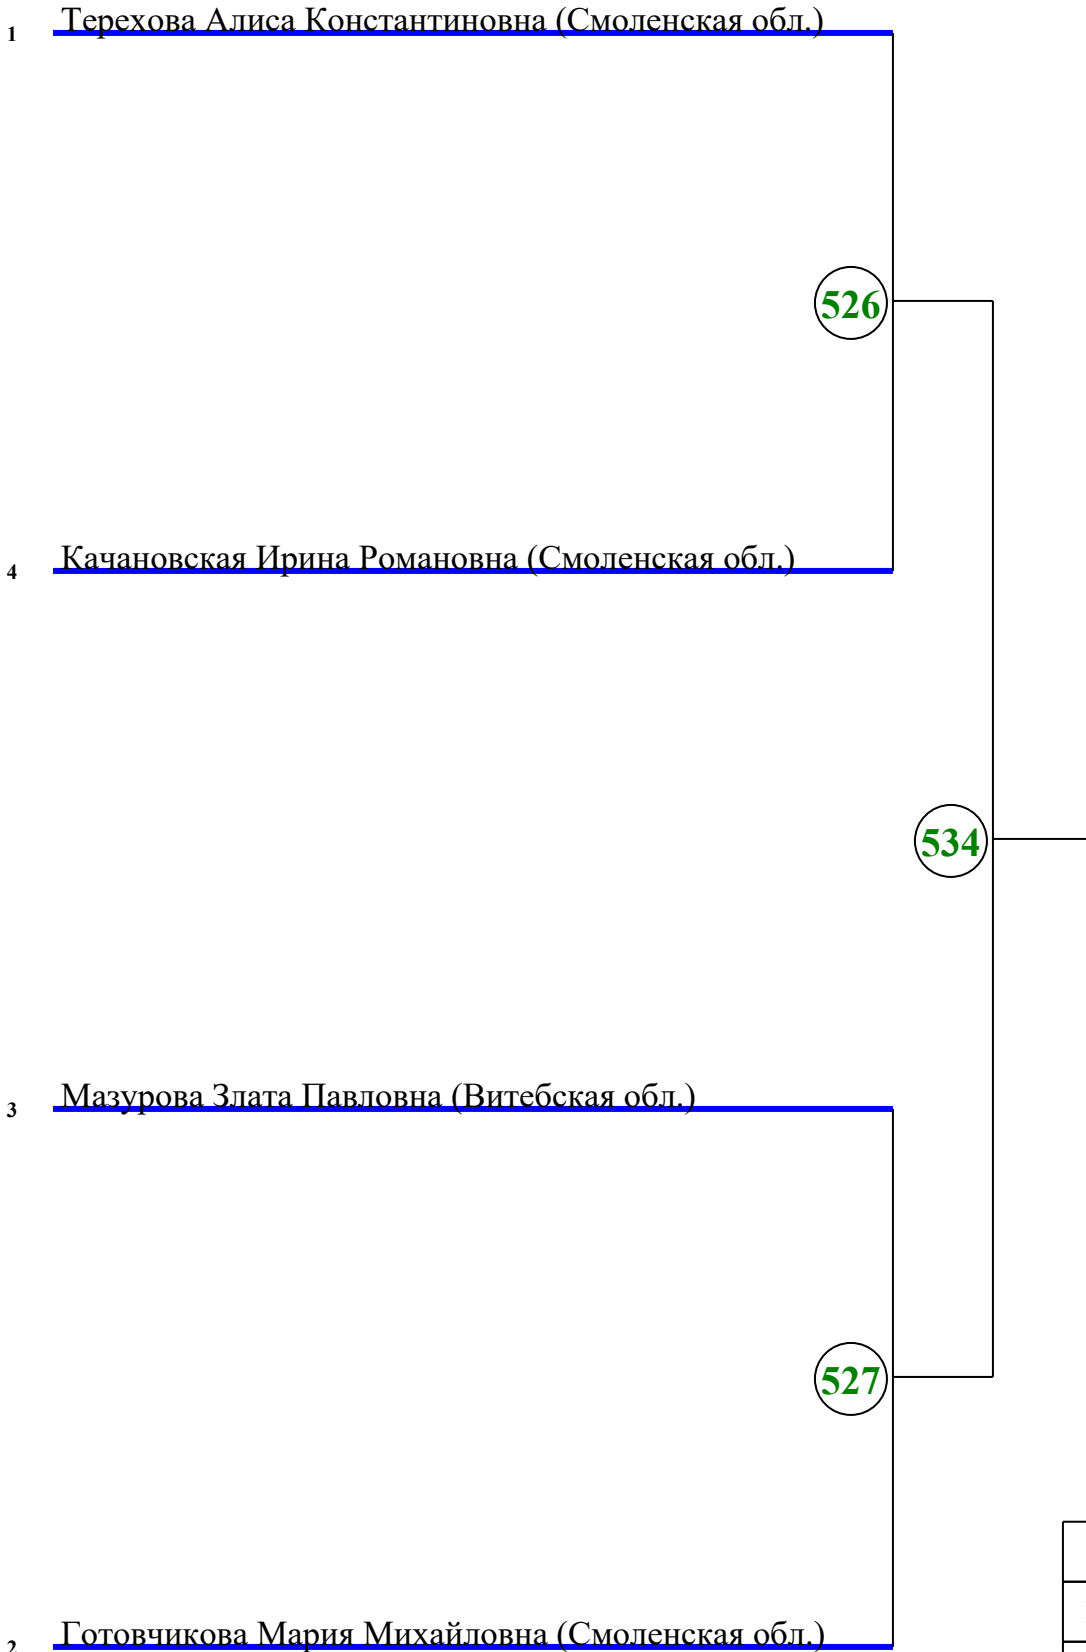 1 Терехова Алиса Константиновна (Смоленская обл.)
526
4 Качановская Ирина Романовна (Смоленская обл.)
534
3 Мазурова Злата Павловна (Витебская обл.)
527
2 Готовчикова Мария Михайловна (Смоленская обл.)